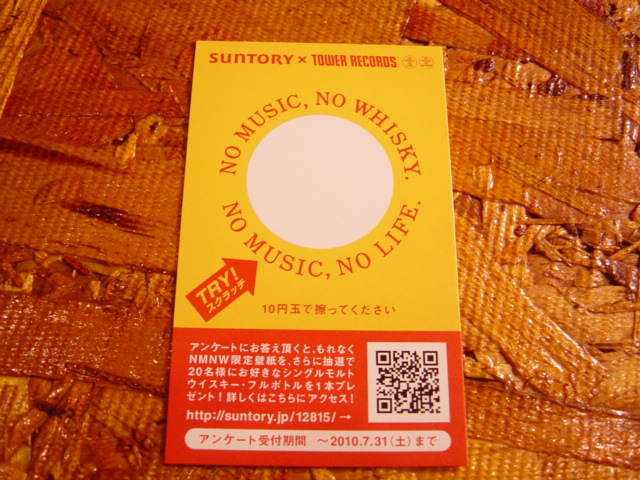 SUNTORY × TOWER RECORDS
NO MUSIC, NO WHISKY.
NO MUSIC, NO LIFE.
TRY!
スクラッチ
10円玉で擦ってください
アンケートにお答え頂くと、もれなく
NMNW限定壁紙を、さらに抽選で
20名様にお好きなシングルモルト
ウイスキー・フルボトルを1本プレ
ゼント!詳しくはこちらにアクセス!
http://suntory.jp/12815/→
アンケート受付期間 〜2010.7.31(土)まで